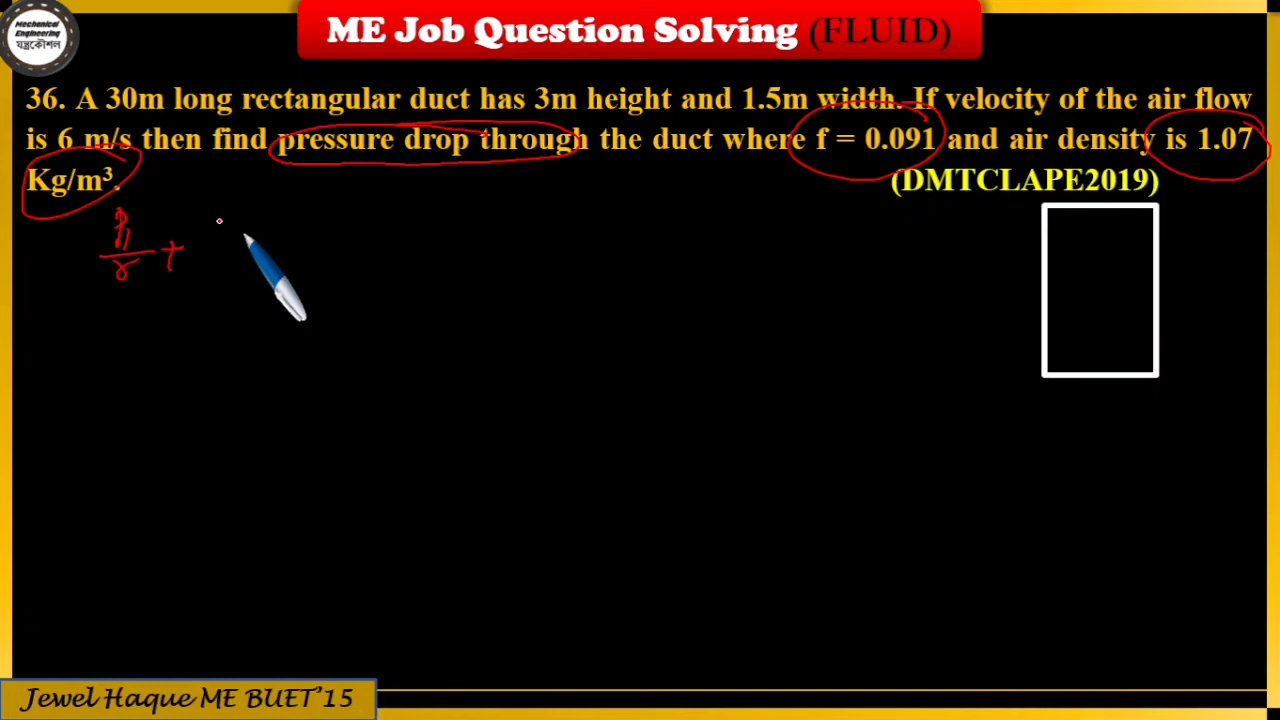 Mechanical
Engineering
যন্ত্রকৌশল
ME Job Question Solving (FLUID)
36. A 30m long rectangular duct has 3m height and 1.5m width. If velocity of the air flow
is 6 m/s then find pressure drop through the duct where f = 0.091 and air density is 1.07
Kg/m³.
(DMTCLAPE2019)
P₁/γ +
Jewel Haque ME BUET'15